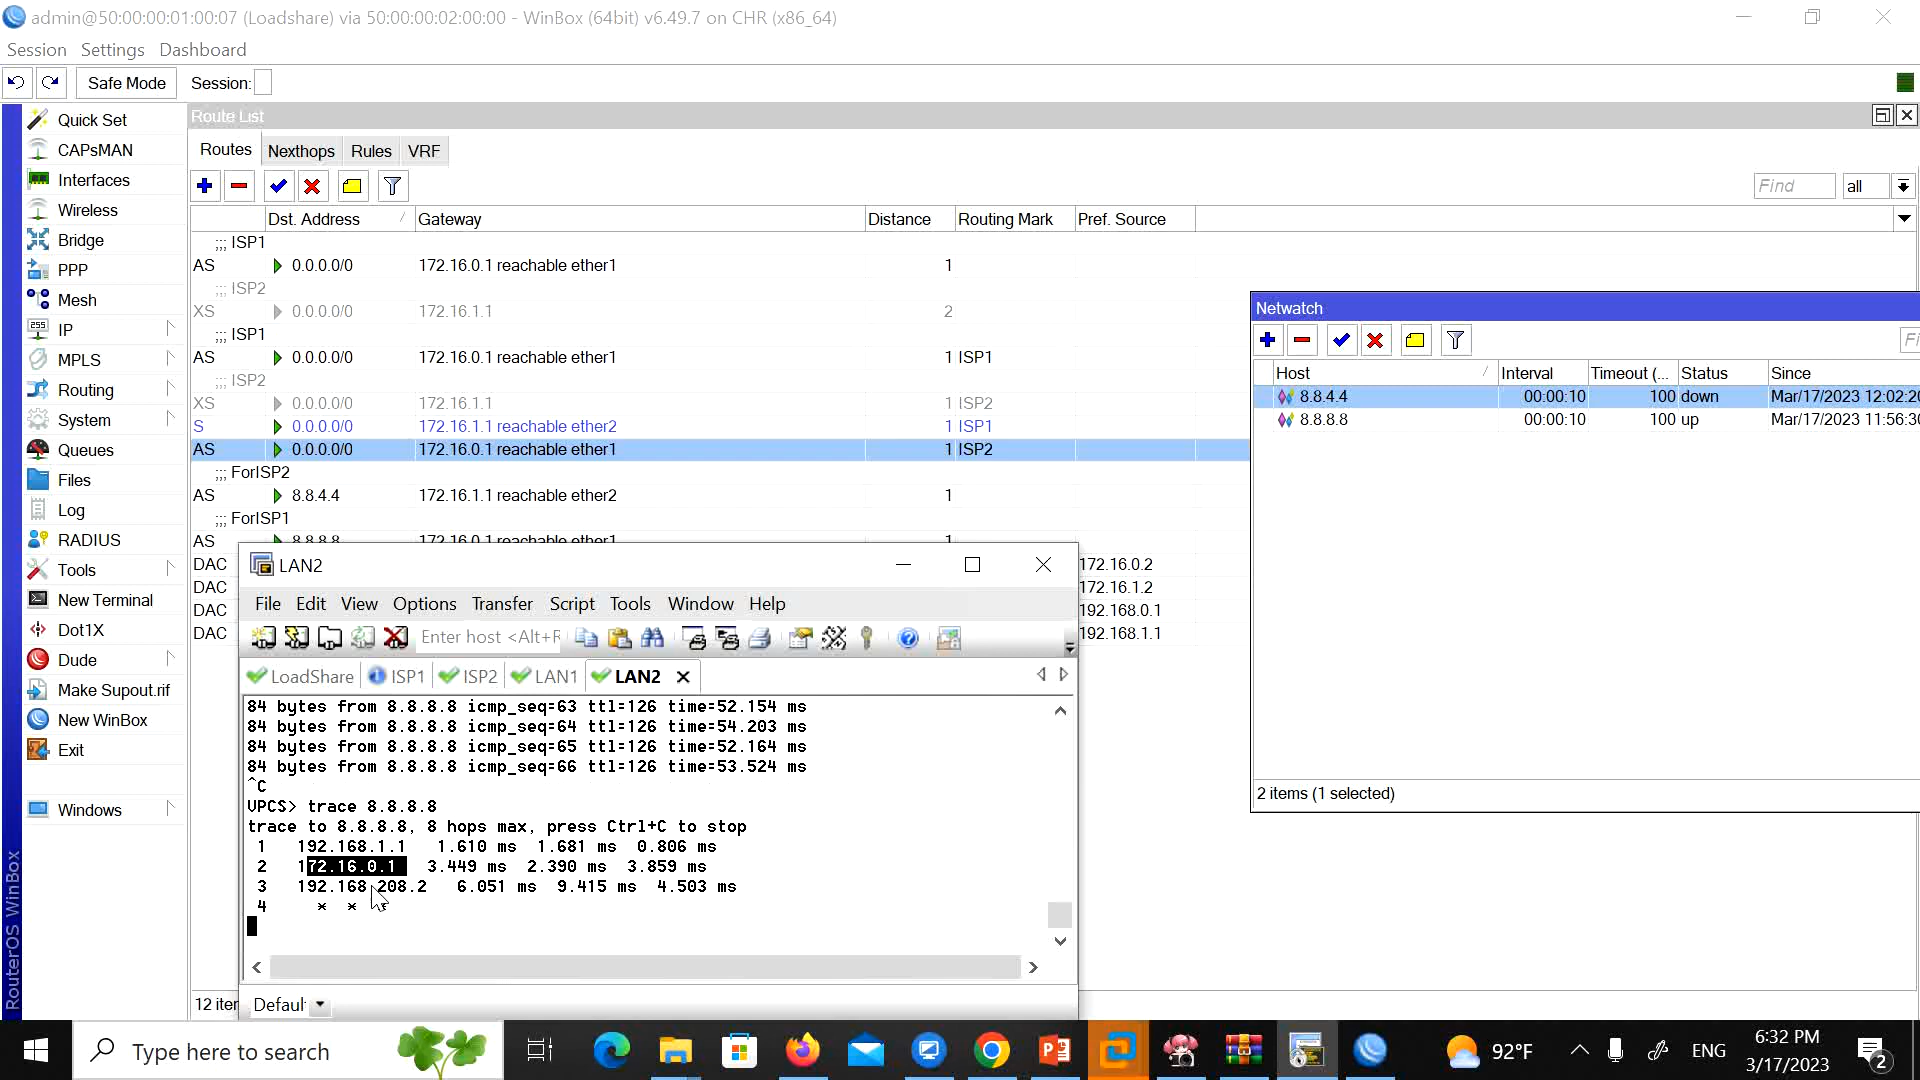 admin@50:00:00:01:00:07 (Loadshare) via 50:00:00:02:00:00 - WinBox (64bit) v6.49.7 on CHR (x86_64)
Session Settings Dashboard
Safe Mode Session:
Quick Set
CAPsMAN
Interfaces
Wireless
Bridge
PPP
Mesh
IP
MPLS
Routing
System
Queues
Files
Log
RADIUS
Tools
New Terminal
Dot1X
Dude
Make Supout.rif
New WinBox
Exit
Windows
RouterOS WinBox
Route List
Routes Nexthops Rules VRF
Find all
Dst. Address / Gateway Distance Routing Mark Pref. Source
;;; ISP1
AS 0.0.0.0/0 172.16.0.1 reachable ether1 1
;;; ISP2
XS 0.0.0.0/0 172.16.1.1 2
;;; ISP1
AS 0.0.0.0/0 172.16.0.1 reachable ether1 1 ISP1
;;; ISP2
XS 0.0.0.0/0 172.16.1.1 1 ISP2
S 0.0.0.0/0 172.16.1.1 reachable ether2 1 ISP1
AS 0.0.0.0/0 172.16.0.1 reachable ether1 1 ISP2
;;; ForISP2
AS 8.8.4.4 172.16.1.1 reachable ether2 1
;;; ForISP1
AS 8.8.8.8 172.16.0.1 reachable ether1 1
DAC 172.16.0.2
DAC 172.16.1.2
DAC 192.168.0.1
DAC 192.168.1.1
12 iter
Netwatch
Fi
Host / Interval Timeout (... Status Since
8.8.4.4 00:00:10 100 down Mar/17/2023 12:02:20
8.8.8.8 00:00:10 100 up Mar/17/2023 11:56:30
2 items (1 selected)
LAN2
File Edit View Options Transfer Script Tools Window Help
Enter host <Alt+R
LoadShare ISP1 ISP2 LAN1 LAN2
84 bytes from 8.8.8.8 icmp_seq=63 ttl=126 time=52.154 ms
84 bytes from 8.8.8.8 icmp_seq=64 ttl=126 time=54.203 ms
84 bytes from 8.8.8.8 icmp_seq=65 ttl=126 time=52.164 ms
84 bytes from 8.8.8.8 icmp_seq=66 ttl=126 time=53.524 ms
^C
VPCS> trace 8.8.8.8
trace to 8.8.8.8, 8 hops max, press Ctrl+C to stop
1 192.168.1.1 1.610 ms 1.681 ms 0.806 ms
2 172.16.0.1 3.449 ms 2.390 ms 3.859 ms
3 192.168.208.2 6.051 ms 9.415 ms 4.503 ms
4 * * *
Defaul
Type here to search
92°F
ENG
6:32 PM
3/17/2023
2